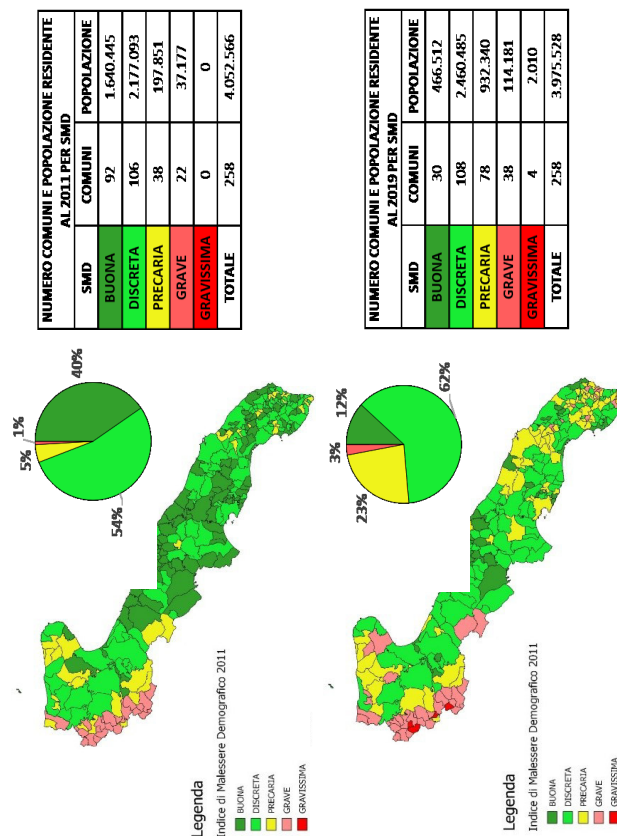 NUMERO COMUNI E POPOLAZIONE RESIDENTE
AL 2011 PER SMD
SMD COMUNI POPOLAZIONE
BUONA 92 1.640.445
DISCRETA 106 2.177.093
PRECARIA 38 197.851
GRAVE 22 37.177
GRAVISSIMA 0 0
TOTALE 258 4.052.566
1%
5%
40%
54%
Legenda
Indice di Malessere Demografico 2011
BUONA
DISCRETA
PRECARIA
GRAVE
GRAVISSIMA
NUMERO COMUNI E POPOLAZIONE RESIDENTE
AL 2019 PER SMD
SMD COMUNI POPOLAZIONE
BUONA 30 466.512
DISCRETA 108 2.460.485
PRECARIA 78 932.340
GRAVE 38 114.181
GRAVISSIMA 4 2.010
TOTALE 258 3.975.528
3%
12%
23%
62%
Legenda
Indice di Malessere Demografico 2011
BUONA
DISCRETA
PRECARIA
GRAVE
GRAVISSIMA